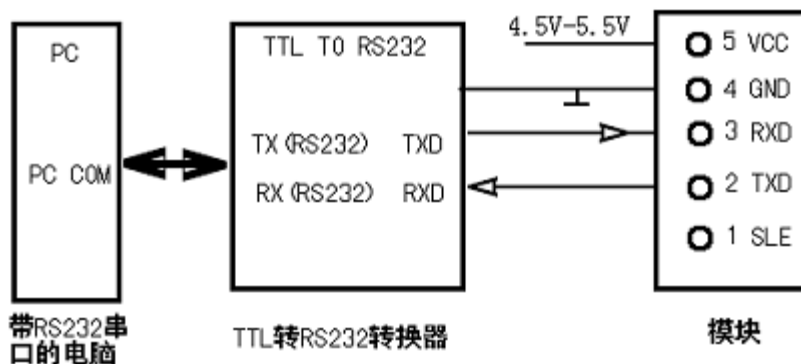 PC
PC COM
带RS232串
口的电脑
TTL TO RS232
TX(RS232) TXD
RX(RS232) RXD
TTL转RS232转换器
4.5V-5.5V
5 VCC
4 GND
3 RXD
2 TXD
1 SLE
模块